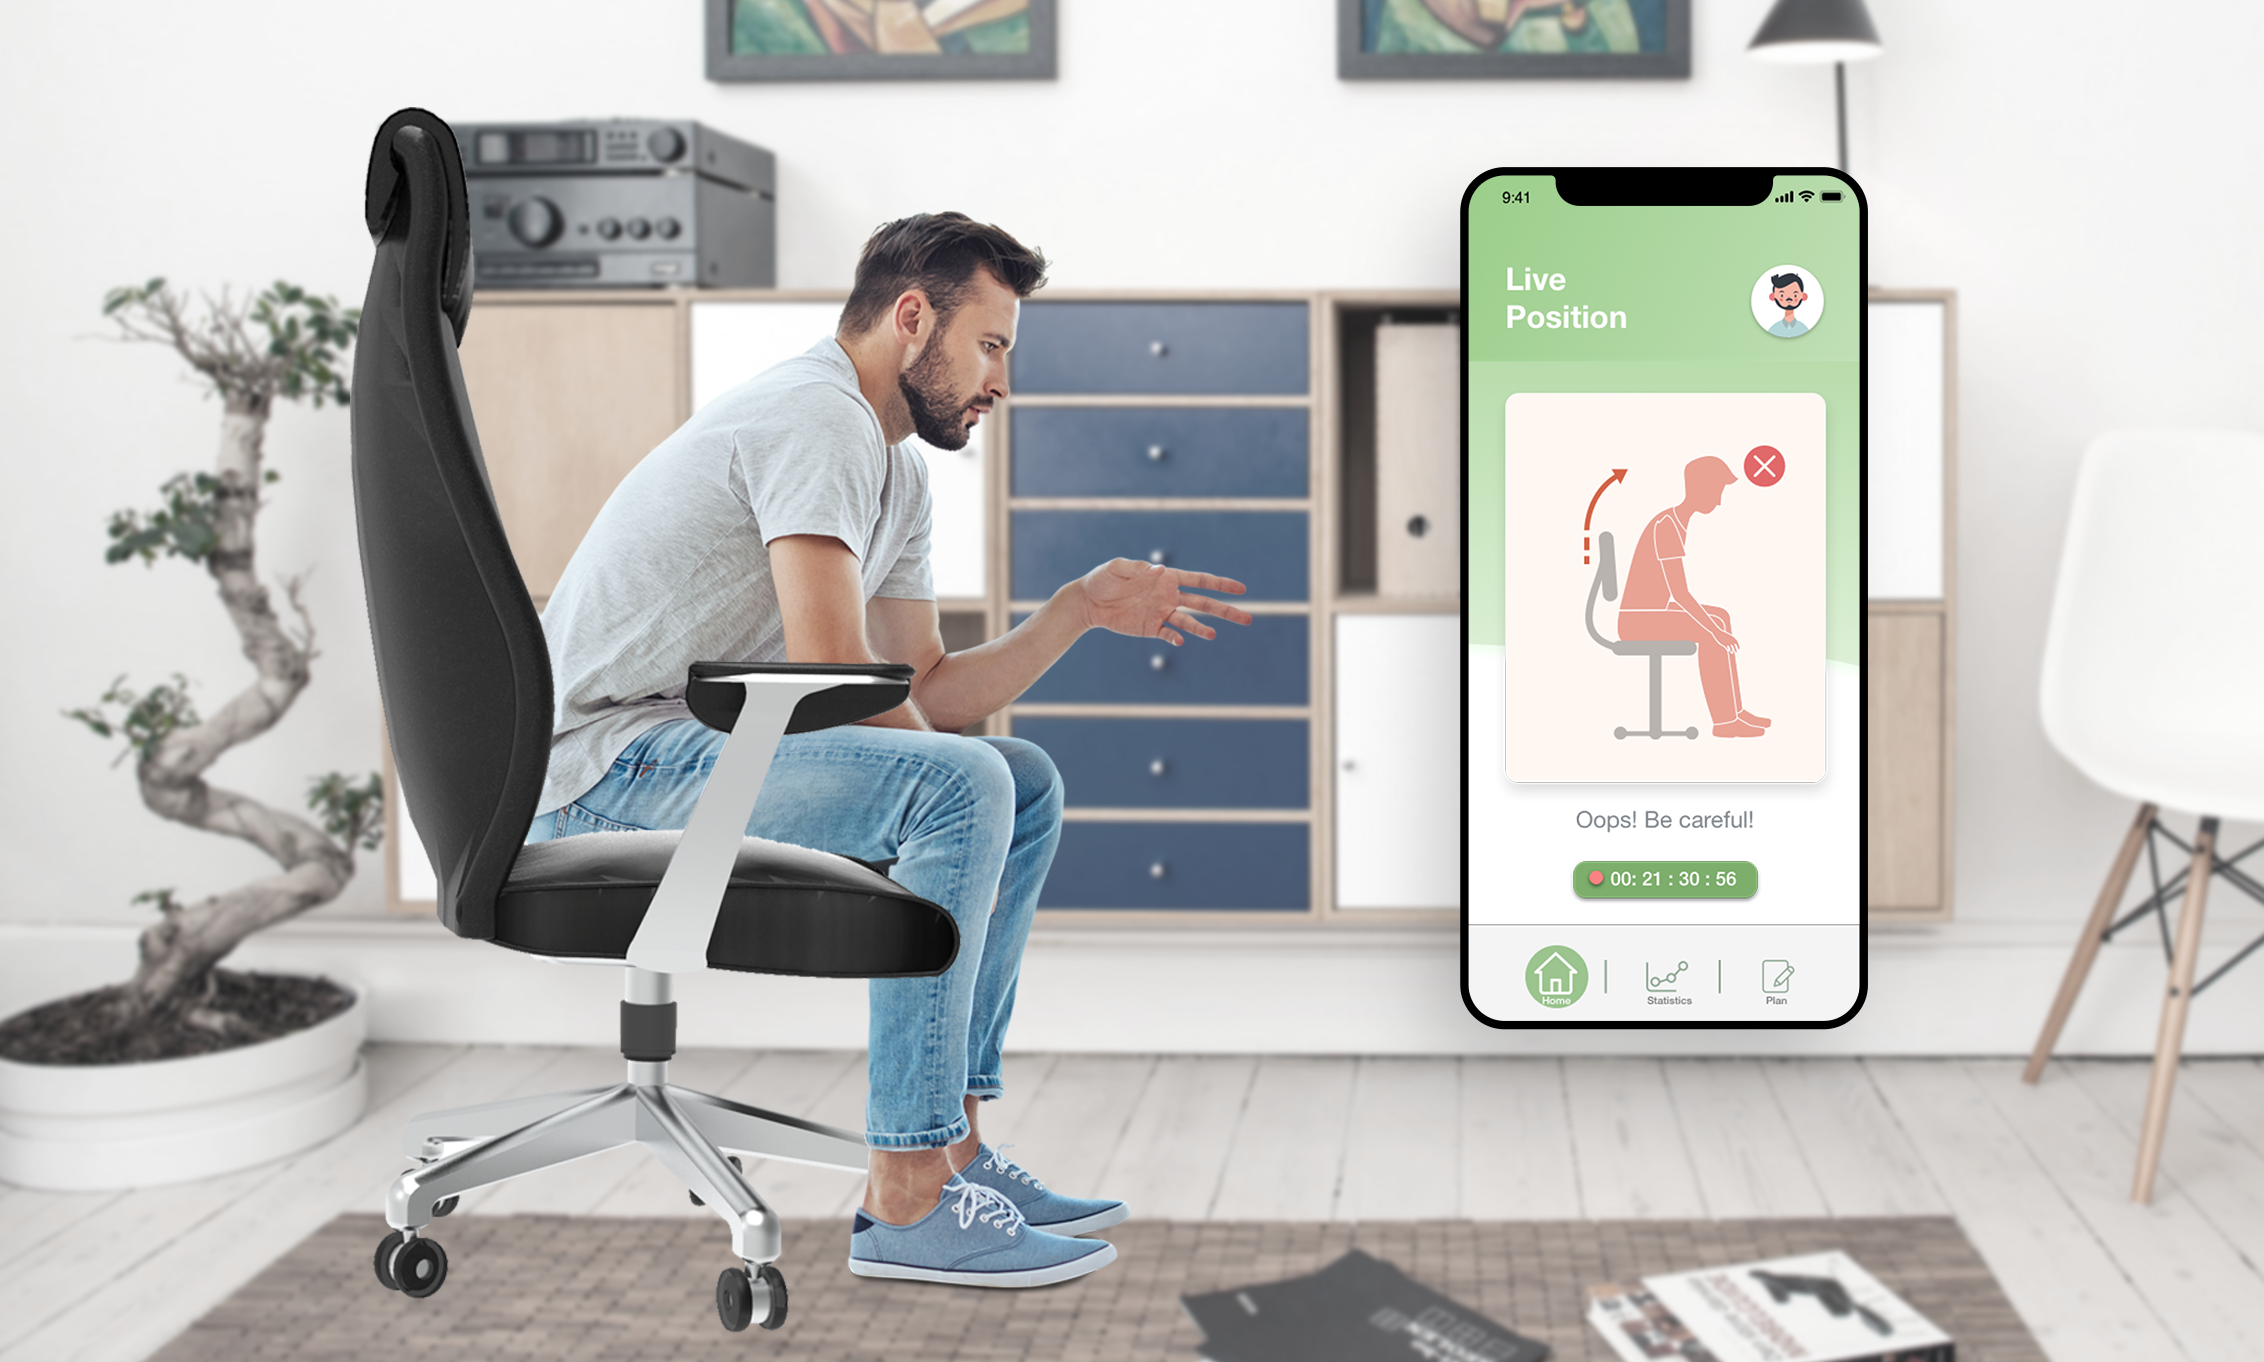 9:41
Live
Position
Oops! Be careful!
00: 21 : 30 : 56
Home
Statistics
Plan